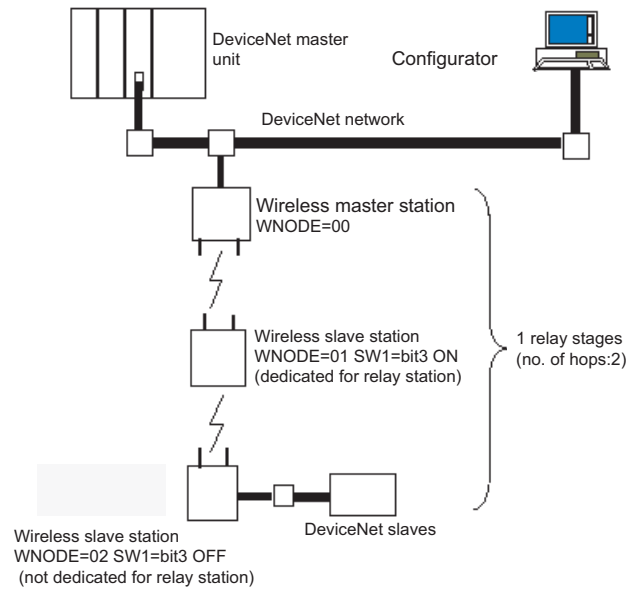 DeviceNet master
unit
Configurator
DeviceNet network
Wireless master station
WNODE=00
Wireless slave station
WNODE=01 SW1=bit3 ON
(dedicated for relay station)
1 relay stages
(no. of hops:2)
DeviceNet slaves
Wireless slave station
WNODE=02 SW1=bit3 OFF
(not dedicated for relay station)